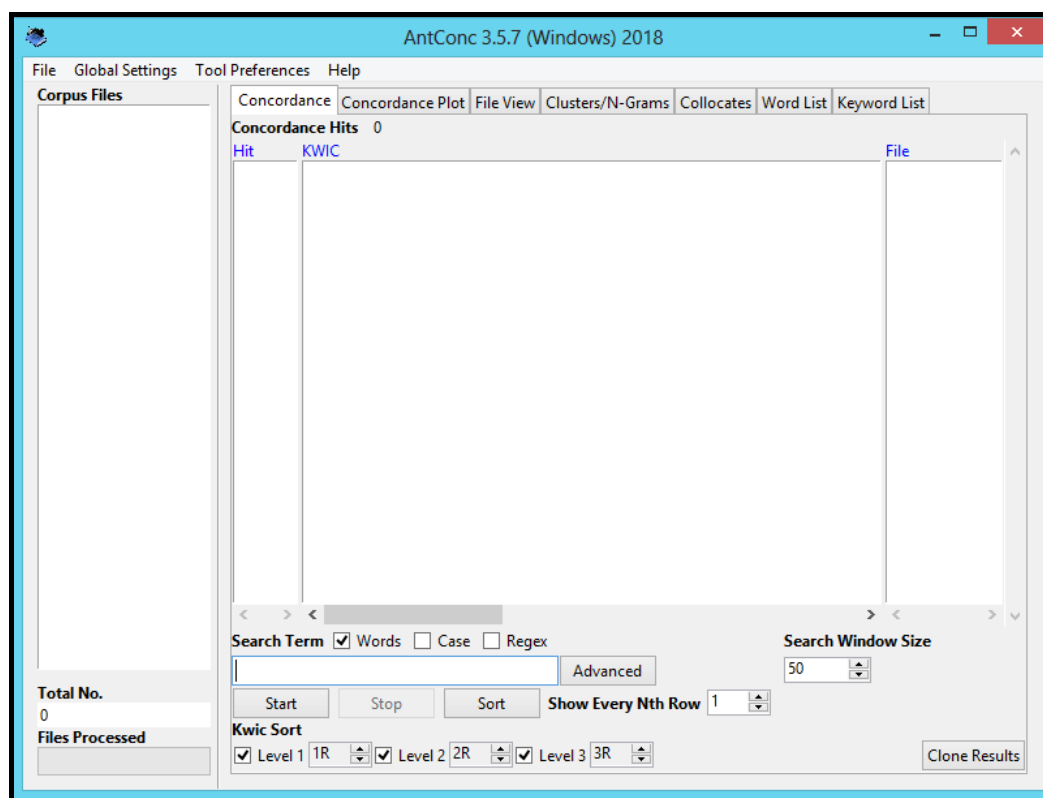 AntConc 3.5.7 (Windows) 2018
File Global Settings Tool Preferences Help
Corpus Files
Concordance Concordance Plot File View Clusters/N-Grams Collocates Word List Keyword List
Concordance Hits 0
Hit KWIC File
Search Term Words Case Regex Search Window Size
Advanced 50
Total No.
0
Start Stop Sort Show Every Nth Row 1
Files Processed
Kwic Sort
Level 1 1R Level 2 2R Level 3 3R Clone Results